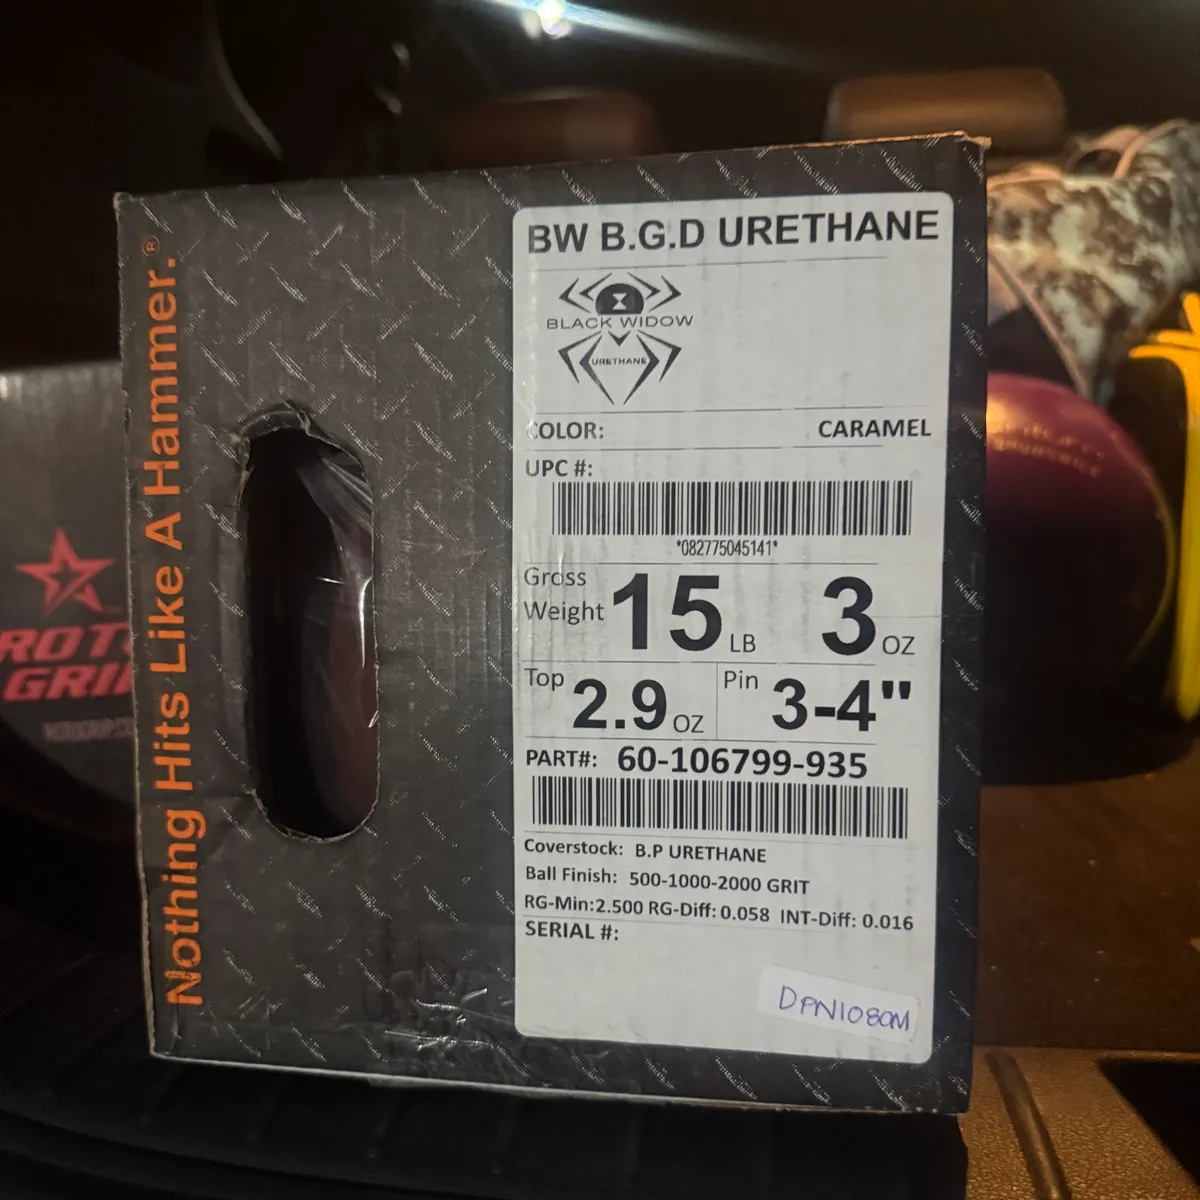 Nothing Hits Like A Hammer.®
BW B.G.D URETHANE
BLACK WIDOW
URETHANE
COLOR: CARAMEL
UPC #:
*082775045141*
Gross Weight 15 LB 3 OZ
Top 2.9 OZ Pin 3-4"
PART#: 60-106799-935
Coverstock: B.P URETHANE
Ball Finish: 500-1000-2000 GRIT
RG-Min:2.500 RG-Diff: 0.058 INT-Diff: 0.016
SERIAL #:
DPN1080M
GRI